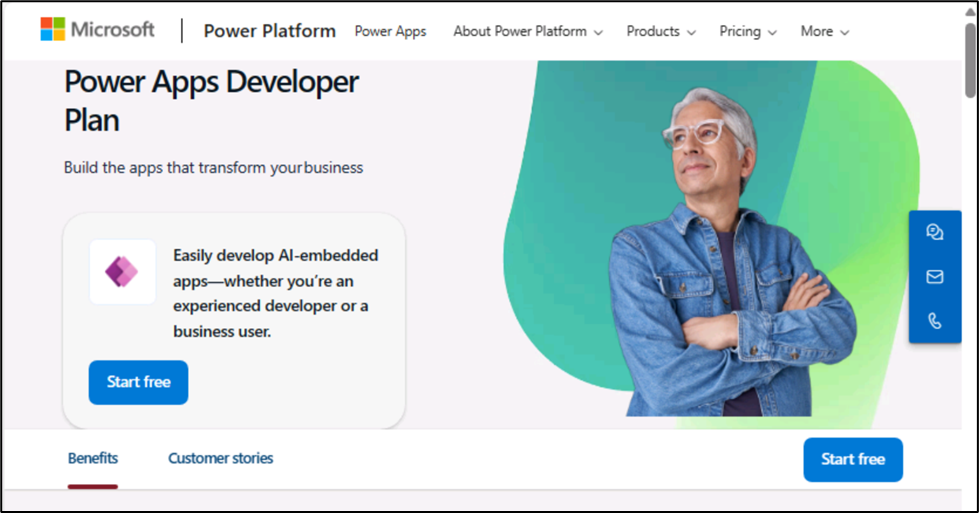 Microsoft Power Platform Power Apps About Power Platform Products Pricing More
Power Apps Developer
Plan
Build the apps that transform your business
Easily develop AI-embedded
apps—whether you're an
experienced developer or a
business user.
Start free
Benefits Customer stories Start free